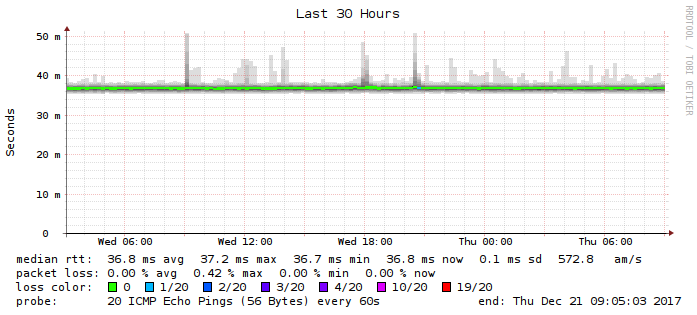 Last 30 Hours
RRDTOOL / TOBI OETIKER
Seconds
50 m
40 m
30 m
20 m
10 m
0
Wed 06:00 Wed 12:00 Wed 18:00 Thu 00:00 Thu 06:00
median rtt: 36.8 ms avg 37.2 ms max 36.7 ms min 36.8 ms now 0.1 ms sd 572.8 am/s
packet loss: 0.00 % avg 0.42 % max 0.00 % min 0.00 % now
loss color: 0 1/20 2/20 3/20 4/20 10/20 19/20
probe: 20 ICMP Echo Pings (56 Bytes) every 60s end: Thu Dec 21 09:05:03 2017